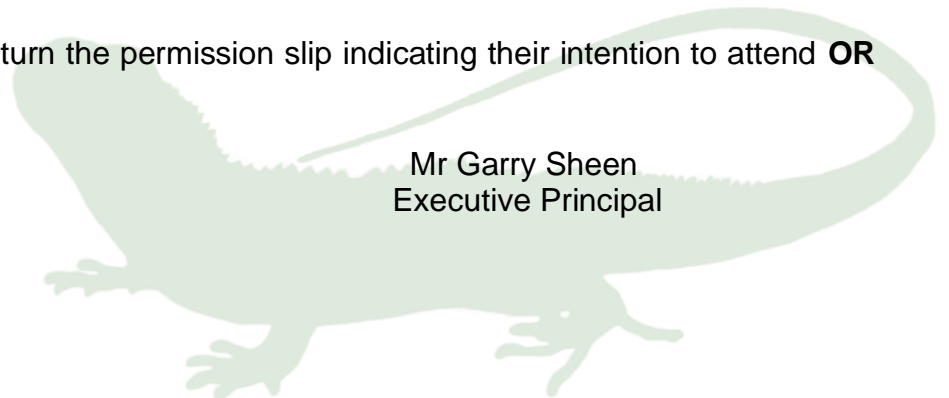 turn the permission slip indicating their intention to attend OR
Mr Garry Sheen
Executive Principal